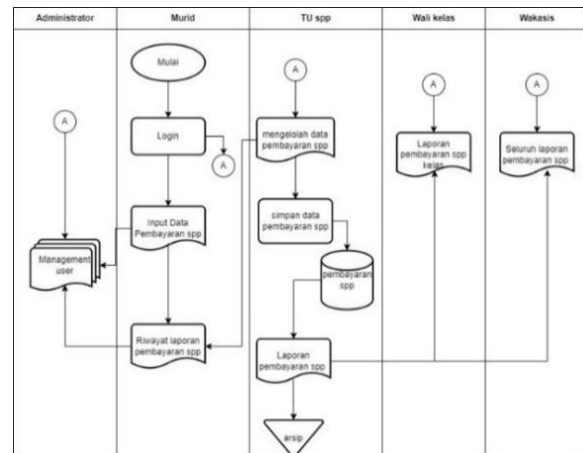 Administrator
Murid
TU spp
Wali kelas
Wakasis
Mulai
A
Login
A
Input Data
Pembayaran spp
Management
user
Riwayat laporan
pembayaran spp
A
mengelolah data
pembayaran spp
simpan data
pembayaran spp
pembayaran
spp
Laporan
pembayaran spp
arsip
A
Laporan
pembayaran spp
kelas
A
Seluruh laporan
pembayaran spp